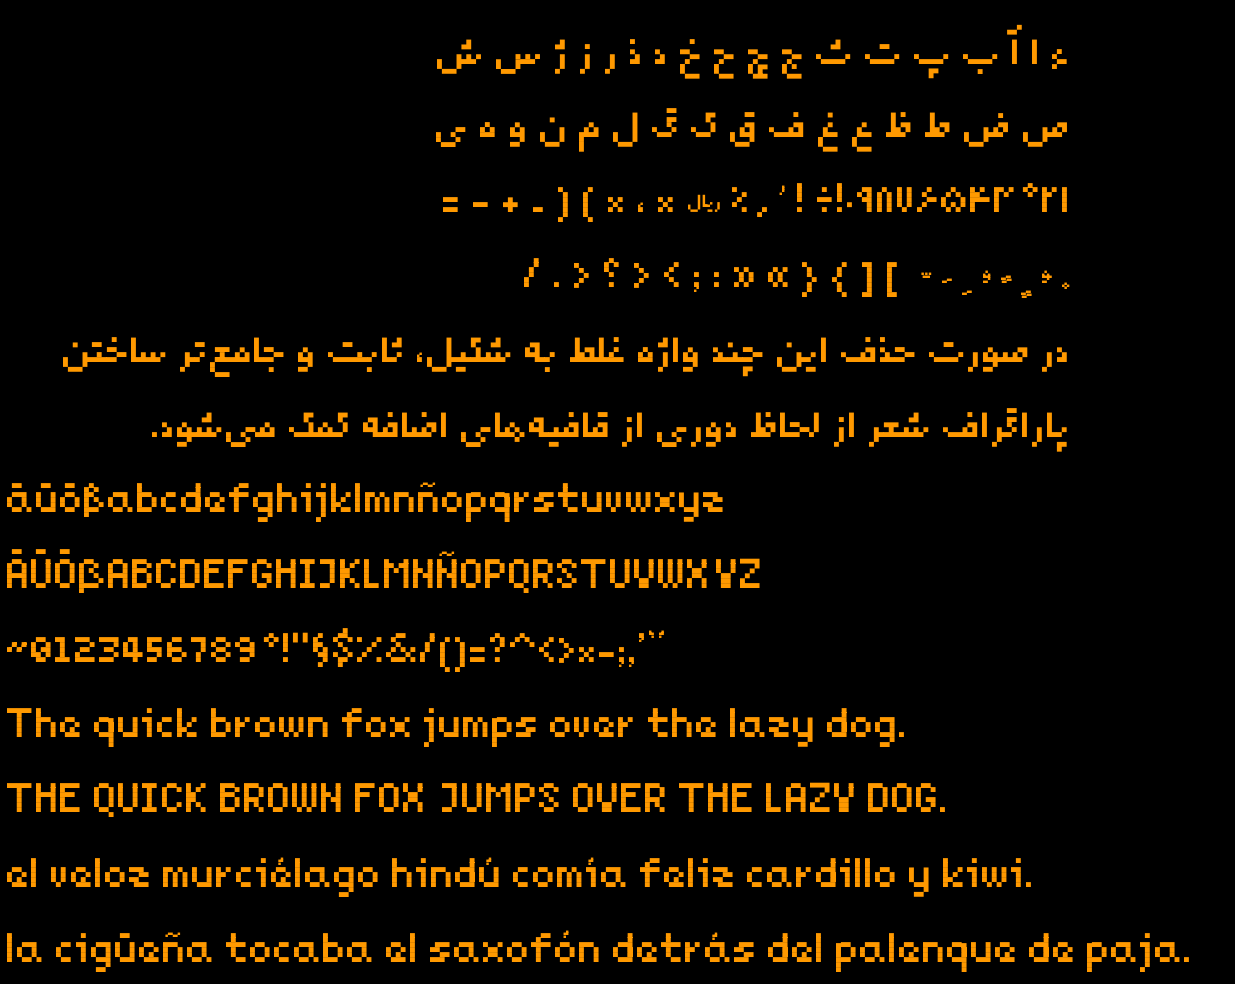 ء ا آ ب پ ت ث ج چ ح خ د ذ ر ز ژ س ش
ص ض ط ظ ع غ ف ق ک گ ل م ن و ه ی
= - + ـ ) ( × ، × ﷼ ٪ ! ÷ !
/ . > ؟ > < ; : » « } { ] [
در صورت حذف این چند واژه غلط به شکیل، ثابت و جامع‌تر ساختن
پاراگراف شعر از لحاظ دوری از قافیه‌های اضافه کمک می‌شود.
äüößabcdefghijklmnñopqrstuvwxyz
ÄÜÖßABCDEFGHIJKLMNÑOPQRSTUVWXYZ
~0123456789°!"§$%&/()=?^<>×-;,'
The quick brown fox jumps over the lazy dog.
THE QUICK BROWN FOX JUMPS OVER THE LAZY DOG.
el veloz murciélago hindú comía feliz cardillo y kiwi.
la cigüeña tocaba el saxofón detrás del palenque de paja.